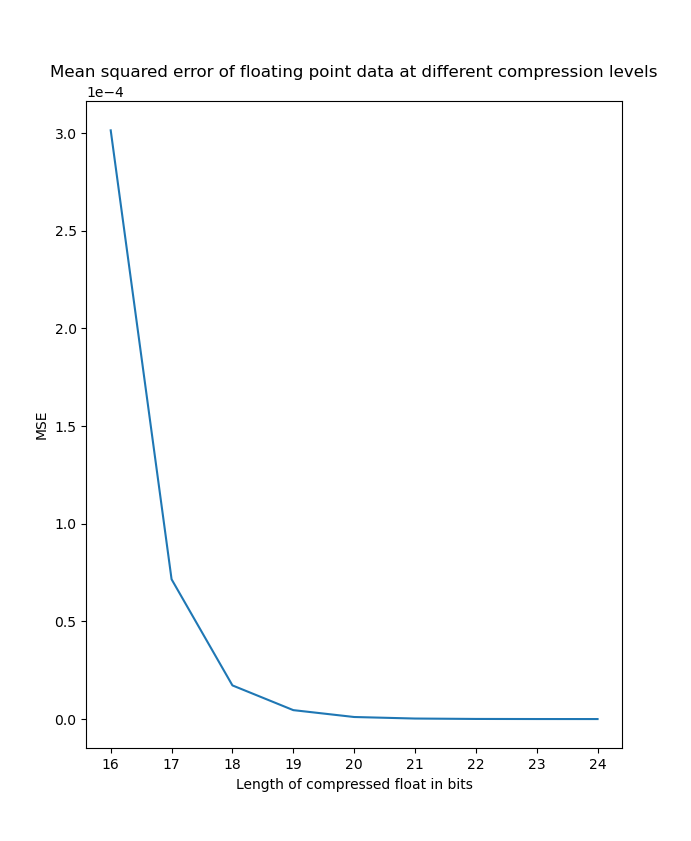 Mean squared error of floating point data at different compression levels
1e−4
3.0
2.5
2.0
1.5
1.0
0.5
0.0
MSE
16 17 18 19 20 21 22 23 24
Length of compressed float in bits